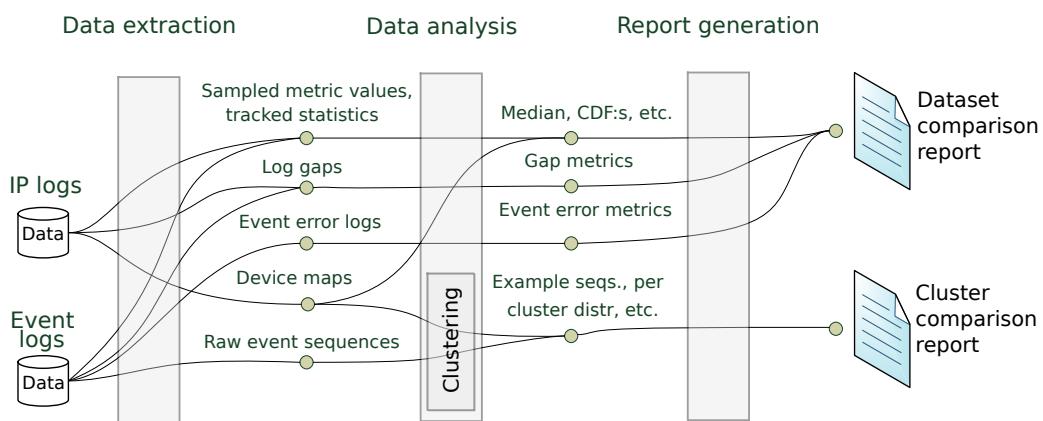 Data extraction
Data analysis
Report generation
Sampled metric values,
tracked statistics
Median, CDF:s, etc.
Dataset
comparison
report
Log gaps
Gap metrics
IP logs
Data
Event error logs
Event error metrics
Device maps
Example seqs., per
cluster distr, etc.
Clustering
Cluster
comparison
report
Event
logs
Data
Raw event sequences